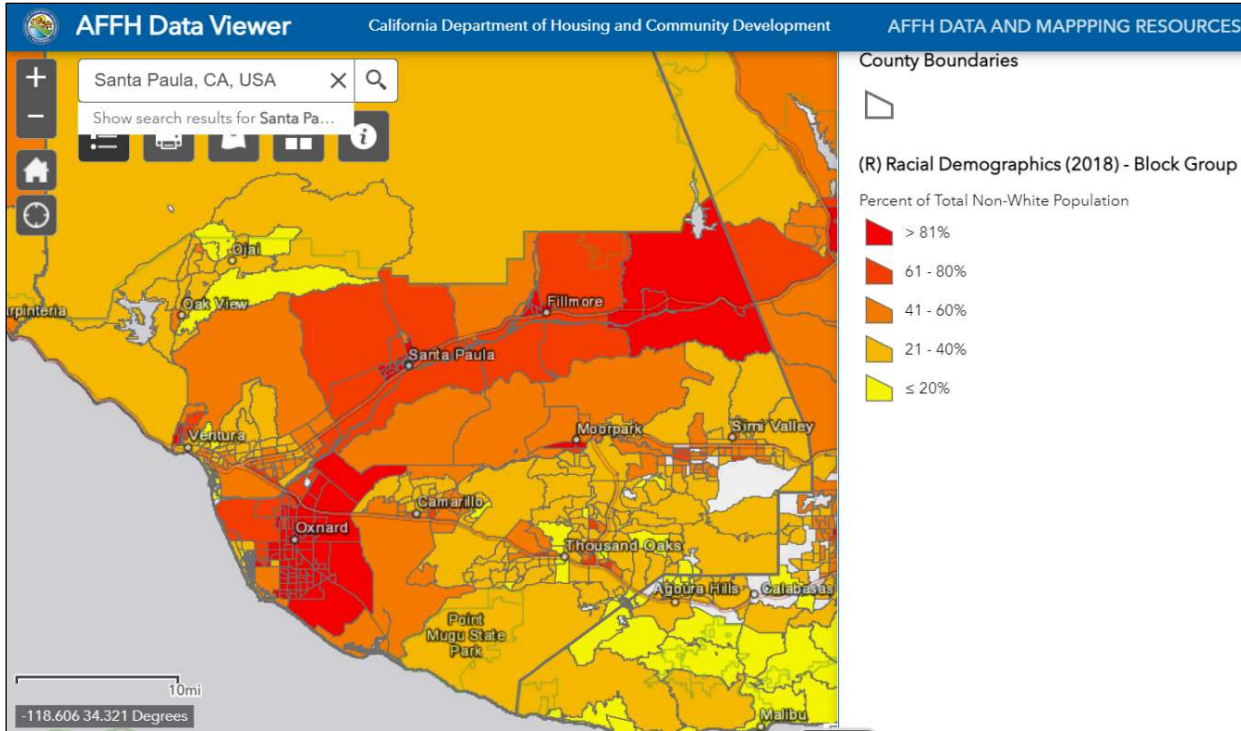 AFFH Data Viewer
California Department of Housing and Community Development
AFFH DATA AND MAPPPING RESOURCES
+
Santa Paula, CA, USA
−
Show search results for Santa Pa...
County Boundaries
(R) Racial Demographics (2018) - Block Group
Percent of Total Non-White Population
> 81%
61 - 80%
41 - 60%
21 - 40%
≤ 20%
Ojai
Oak View
arpinteria
Fillmore
Santa Paula
Ventura
Moorpark
Simi Valley
Camarillo
Oxnard
Thousand Oaks
Agoura Hills
Calabasas
Point
Mugu State
Park
Malibu
10mi
-118.606 34.321 Degrees